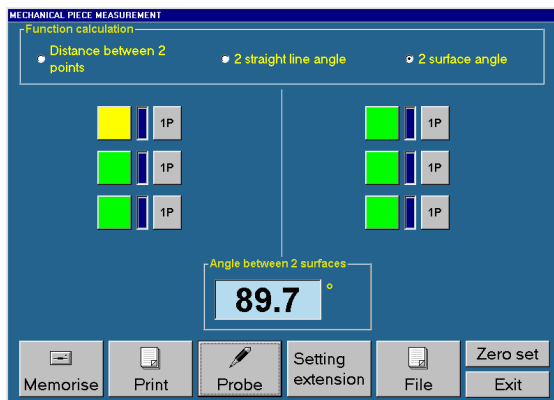 MECHANICAL PIECE MEASUREMENT
Function calculation
Distance between 2
points
2 straight line angle
2 surface angle
1P
1P
1P
1P
1P
1P
Angle between 2 surfaces
89.7 °
Memorise
Print
Probe
Setting
extension
File
Zero set
Exit